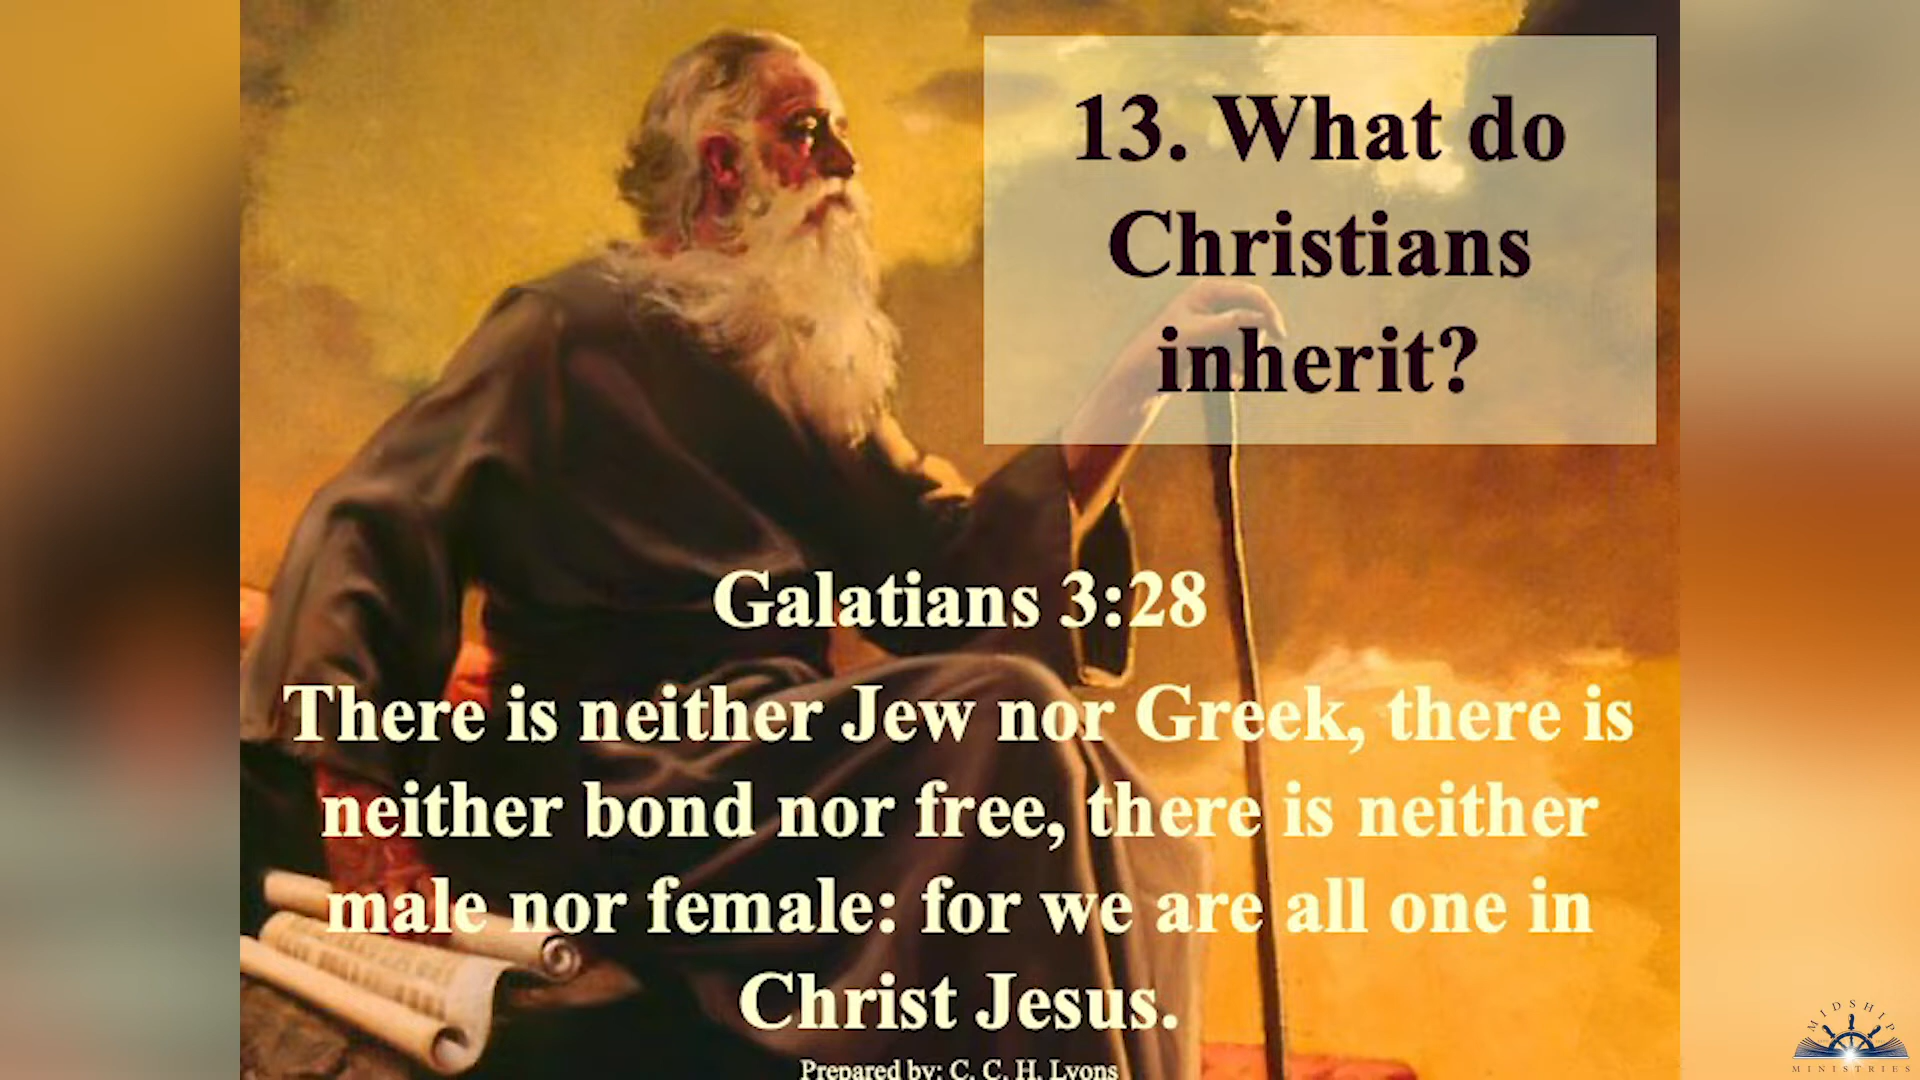 13. What do
Christians
inherit?
Galatians 3:28
There is neither Jew nor Greek, there is
neither bond nor free, there is neither
male nor female: for we are all one in
Christ Jesus.
Prepared by: C. C. H. Lyons
MIDSHIP
MINISTRIES